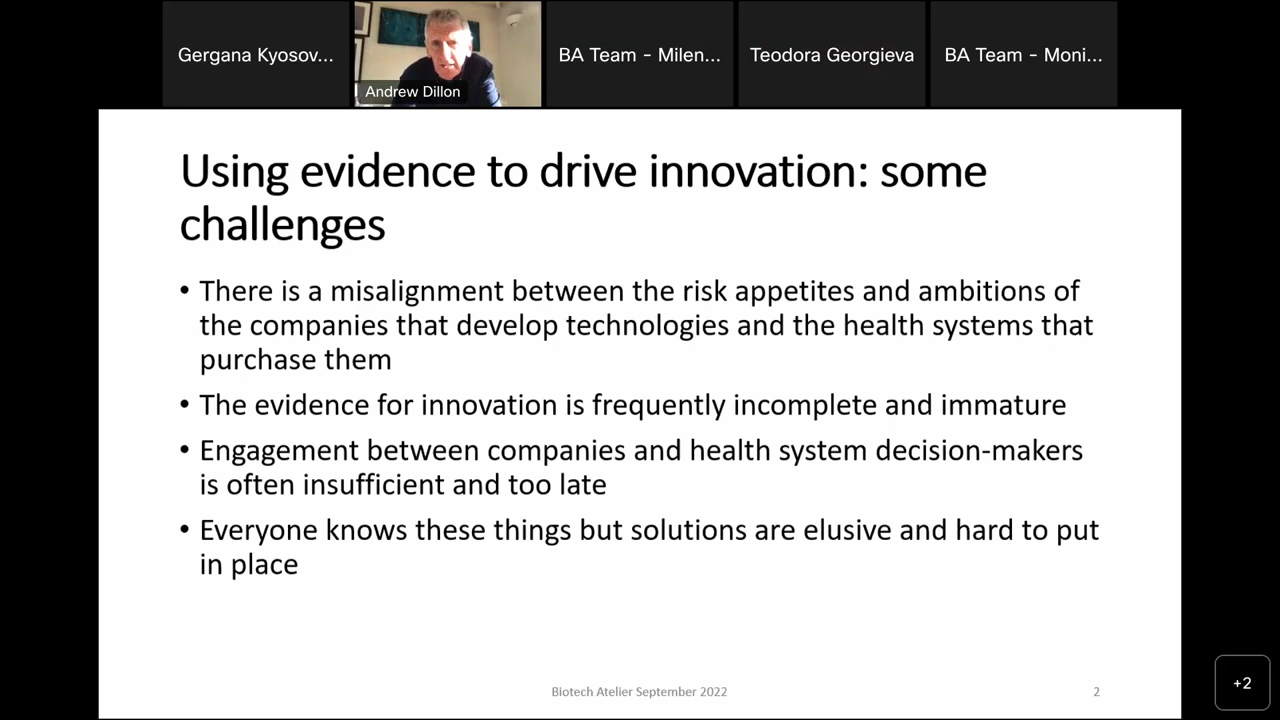 Gergana Kyosov...
Andrew Dillon
BA Team - Milen...
Teodora Georgieva
BA Team - Moni...
Using evidence to drive innovation: some
challenges
• There is a misalignment between the risk appetites and ambitions of
the companies that develop technologies and the health systems that
purchase them
• The evidence for innovation is frequently incomplete and immature
• Engagement between companies and health system decision-makers
is often insufficient and too late
• Everyone knows these things but solutions are elusive and hard to put
in place
Biotech Atelier September 2022
2
+2